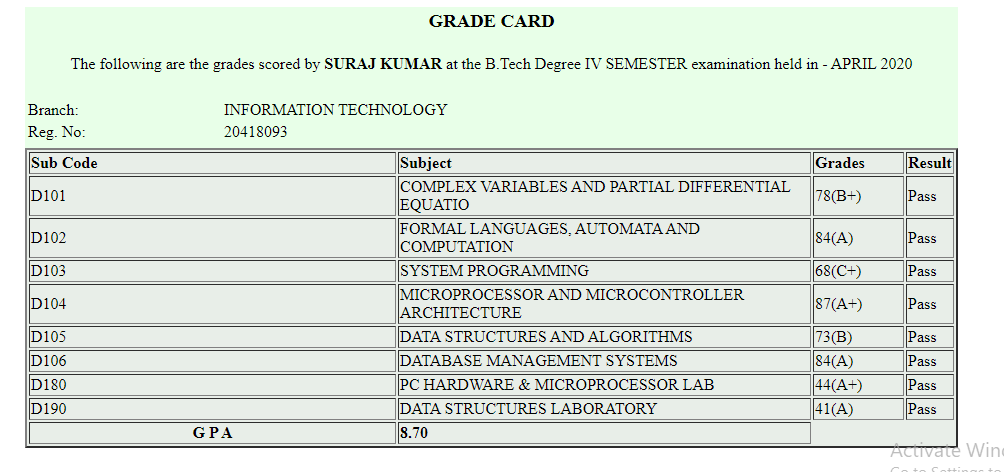 GRADE CARD
The following are the grades scored by SURAJ KUMAR at the B.Tech Degree IV SEMESTER examination held in - APRIL 2020
Branch: INFORMATION TECHNOLOGY
Reg. No: 20418093
Sub Code Subject Grades Result
D101 COMPLEX VARIABLES AND PARTIAL DIFFERENTIAL
EQUATIO 78(B+) Pass
D102 FORMAL LANGUAGES, AUTOMATA AND
COMPUTATION 84(A) Pass
D103 SYSTEM PROGRAMMING 68(C+) Pass
D104 MICROPROCESSOR AND MICROCONTROLLER
ARCHITECTURE 87(A+) Pass
D105 DATA STRUCTURES AND ALGORITHMS 73(B) Pass
D106 DATABASE MANAGEMENT SYSTEMS 84(A) Pass
D180 PC HARDWARE & MICROPROCESSOR LAB 44(A+) Pass
D190 DATA STRUCTURES LABORATORY 41(A) Pass
G P A 8.70
Activate Win